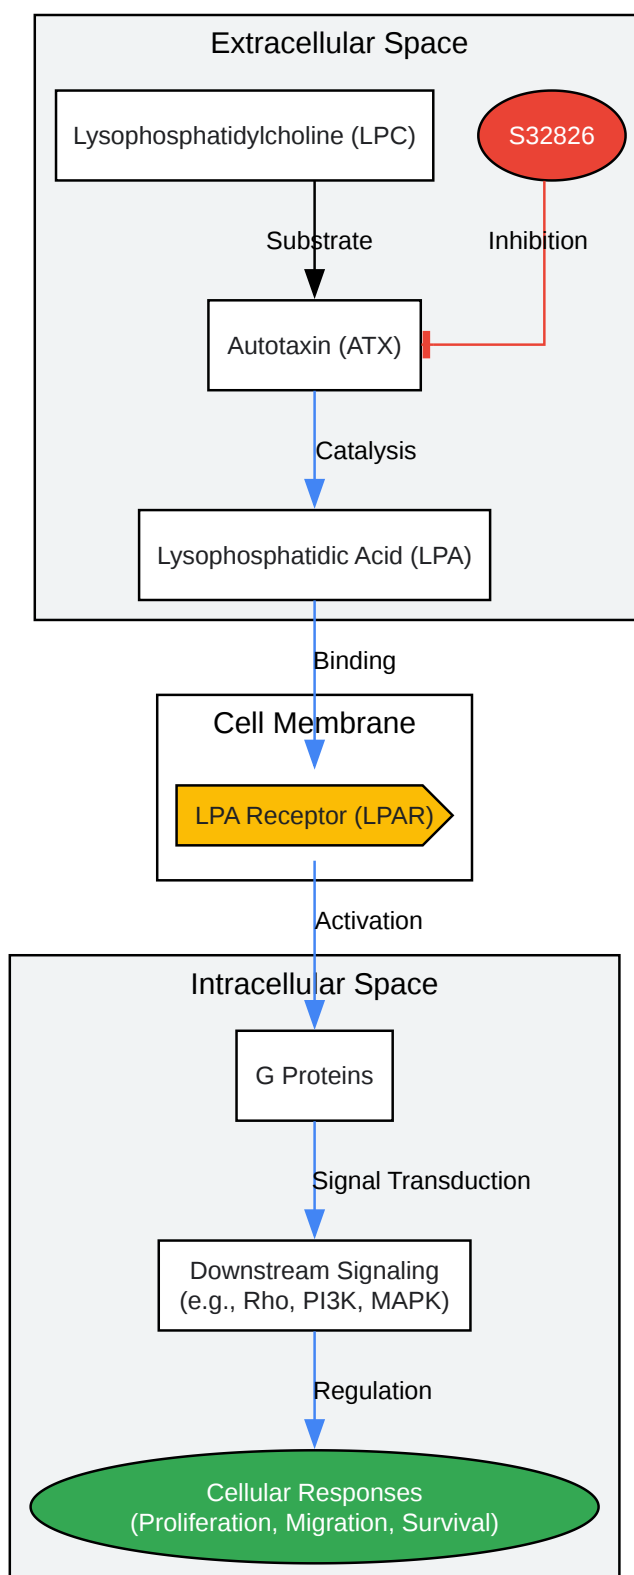 Extracellular Space
Lysophosphatidylcholine (LPC)
S32826
Substrate
Inhibition
Autotaxin (ATX)
Catalysis
Lysophosphatidic Acid (LPA)
Binding
Cell Membrane
LPA Receptor (LPAR)
Activation
Intracellular Space
G Proteins
Signal Transduction
Downstream Signaling
(e.g., Rho, PI3K, MAPK)
Regulation
Cellular Responses
(Proliferation, Migration, Survival)